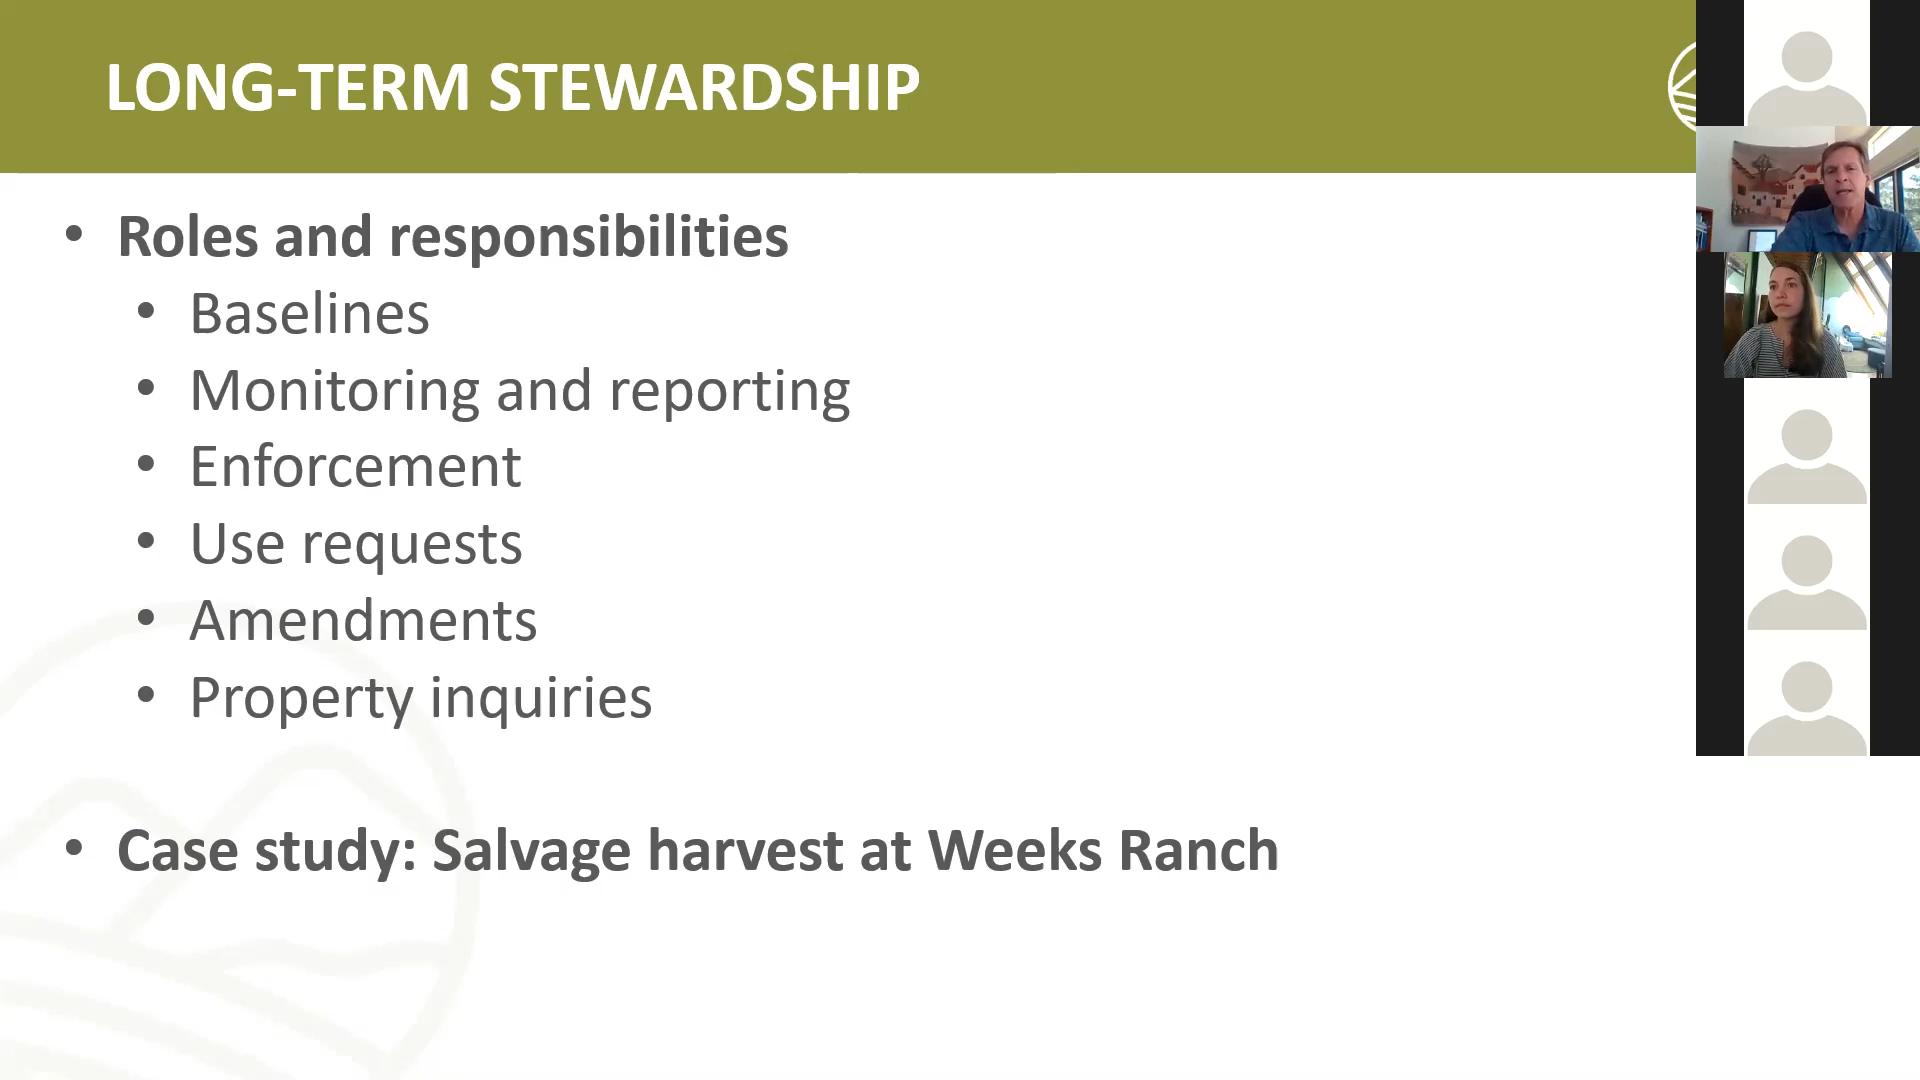 LONG-TERM STEWARDSHIP
• Roles and responsibilities
• Baselines
• Monitoring and reporting
• Enforcement
• Use requests
• Amendments
• Property inquiries
• Case study: Salvage harvest at Weeks Ranch